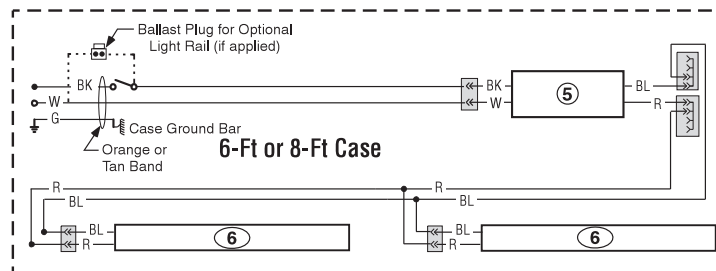 Ballast Plug for Optional
Light Rail (if applied)
BK
BK
5
BL
W
W
R
G
Case Ground Bar
Orange or
Tan Band
6-Ft or 8-Ft Case
R
R
BL
BL
BL
6
BL
6
R
R